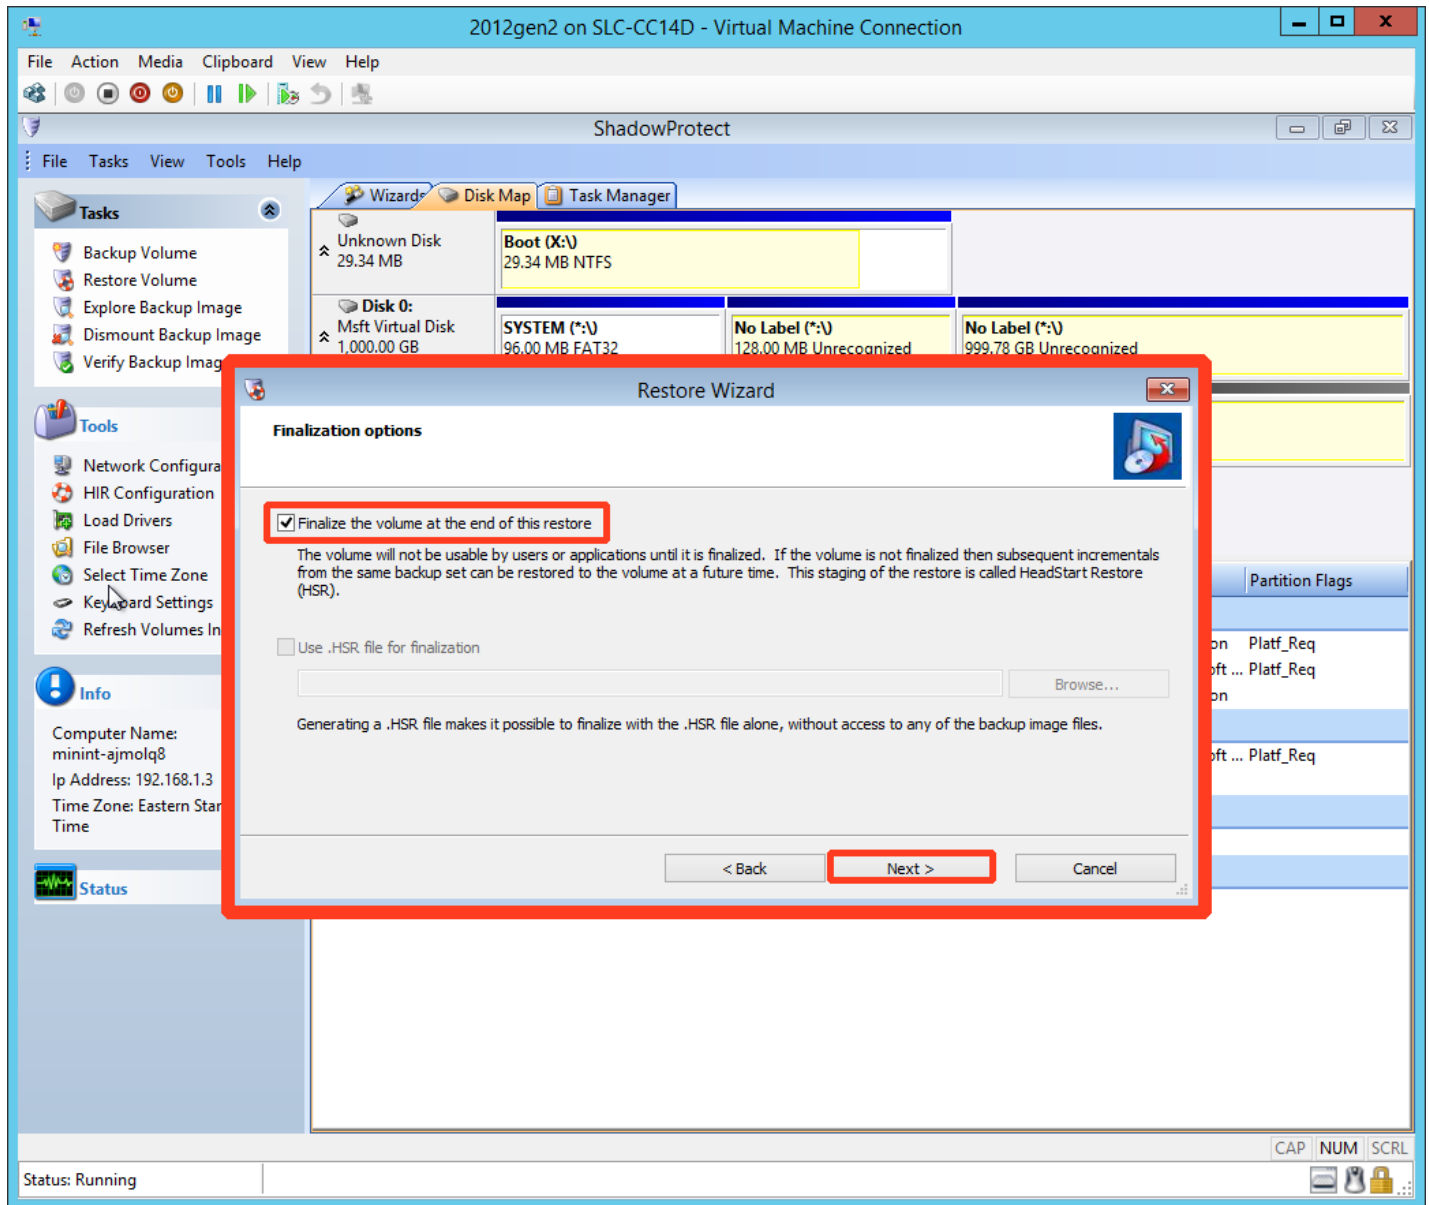 2012gen2 on SLC-CC14D - Virtual Machine Connection
File Action Media Clipboard View Help
ShadowProtect
File Tasks View Tools Help
Wizards Disk Map Task Manager
Tasks
Backup Volume
Restore Volume
Explore Backup Image
Dismount Backup Image
Verify Backup Imag
Unknown Disk
29.34 MB
Boot (X:\)
29.34 MB NTFS
Disk 0:
Msft Virtual Disk
1,000.00 GB
SYSTEM (*:\)
96.00 MB FAT32
No Label (*:\)
128.00 MB Unrecognized
No Label (*:\)
999.78 GB Unrecognized
Tools
Network Configura
HIR Configuration
Load Drivers
File Browser
Select Time Zone
Keyboard Settings
Refresh Volumes In
Info
Computer Name:
minint-ajmolq8
Ip Address: 192.168.1.3
Time Zone: Eastern Star
Time
Status
Restore Wizard
Finalization options
Finalize the volume at the end of this restore
The volume will not be usable by users or applications until it is finalized. If the volume is not finalized then subsequent incrementals
from the same backup set can be restored to the volume at a future time. This staging of the restore is called HeadStart Restore
(HSR).
Use .HSR file for finalization
Browse...
Generating a .HSR file makes it possible to finalize with the .HSR file alone, without access to any of the backup image files.
< Back Next > Cancel
Partition Flags
on Platf_Req
oft ... Platf_Req
on
oft ... Platf_Req
CAP NUM SCRL
Status: Running